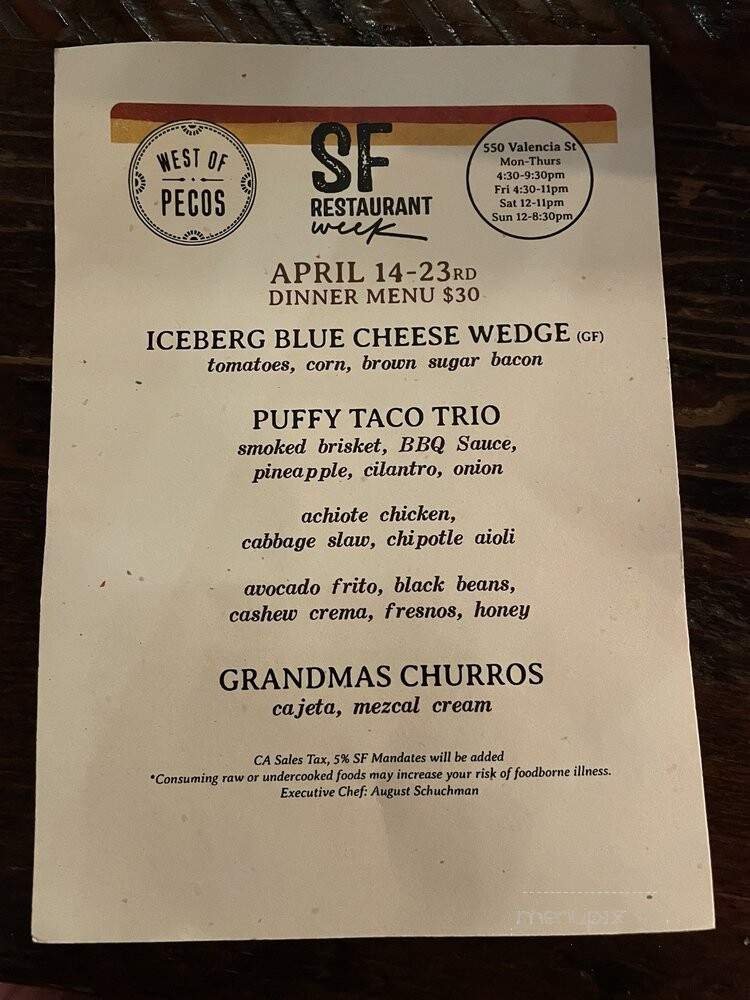 WEST OF
PECOS
SF
RESTAURANT
week
550 Valencia St
Mon-Thurs
4:30-9:30pm
Fri 4:30-11pm
Sat 12-11pm
Sun 12-8:30pm
APRIL 14-23RD
DINNER MENU $30
ICEBERG BLUE CHEESE WEDGE (GF)
tomatoes, corn, brown sugar bacon
PUFFY TACO TRIO
smoked brisket, BBQ Sauce,
pineapple, cilantro, onion
achiote chicken,
cabbage slaw, chipotle aioli
avocado frito, black beans,
cashew crema, fresnos, honey
GRANDMAS CHURROS
cajeta, mezcal cream
CA Sales Tax, 5% SF Mandates will be added
*Consuming raw or undercooked foods may increase your risk of foodborne illness.
Executive Chef: August Schuchman
menupix